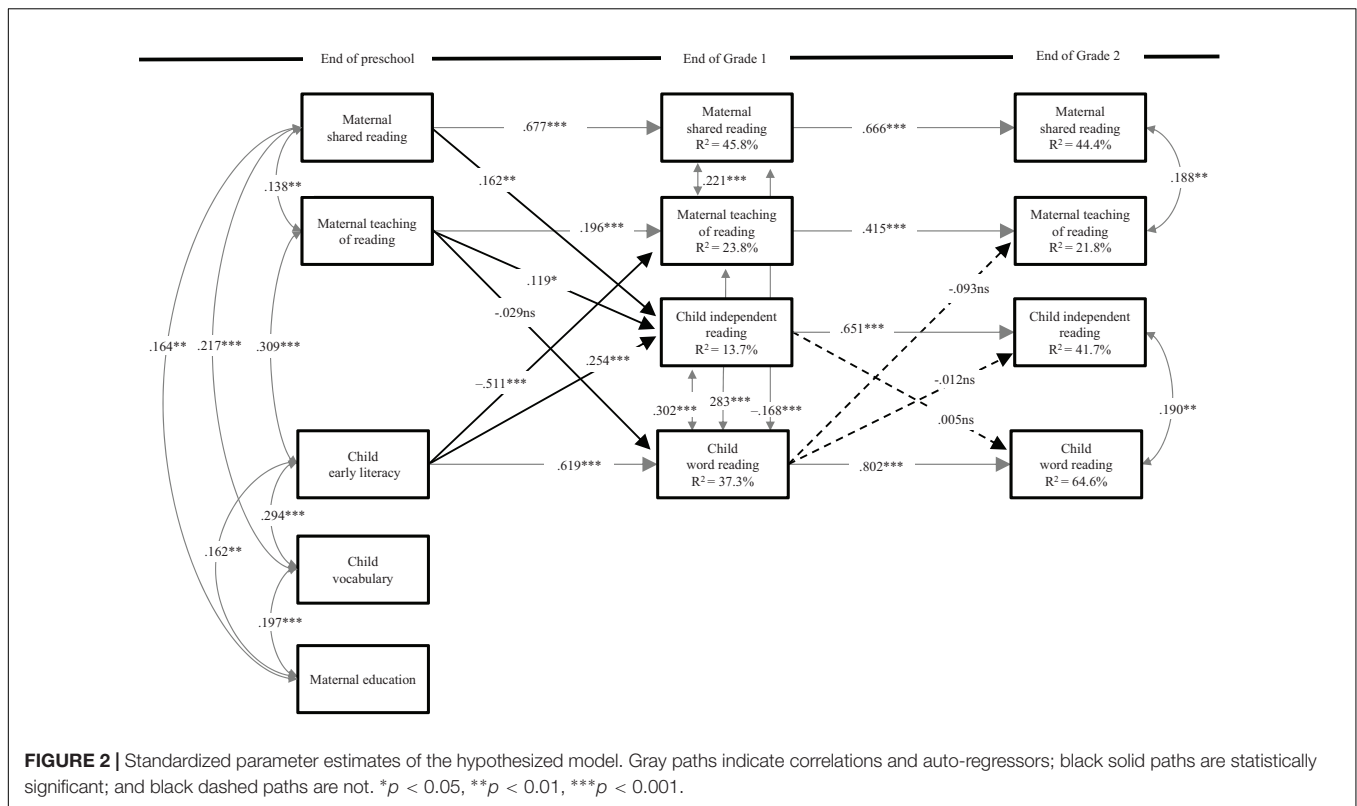 End of preschool
End of Grade 1
End of Grade 2
Maternal
shared reading
.677***
Maternal
shared reading
R² = 45.8%
.666***
Maternal
shared reading
R² = 44.4%
.138**
.162**
.221***
.188**
Maternal teaching
of reading
.196***
Maternal teaching
of reading
R² = 23.8%
.415***
Maternal teaching
of reading
R² = 21.8%
.119*
-.029ns
-.093ns
.164**
.217***
.309***
Child independent
reading
R² = 13.7%
.651***
Child independent
reading
R² = 41.7%
–.511***
.254***
-.012ns
.302***
283***
–.168***
.005ns
.190**
Child
early literacy
.619***
Child
word reading
R² = 37.3%
.802***
Child
word reading
R² = 64.6%
.294***
.162**
Child
vocabulary
.197***
Maternal education
FIGURE 2 | Standardized parameter estimates of the hypothesized model. Gray paths indicate correlations and auto-regressors; black solid paths are statistically
significant; and black dashed paths are not. *p < 0.05, **p < 0.01, ***p < 0.001.